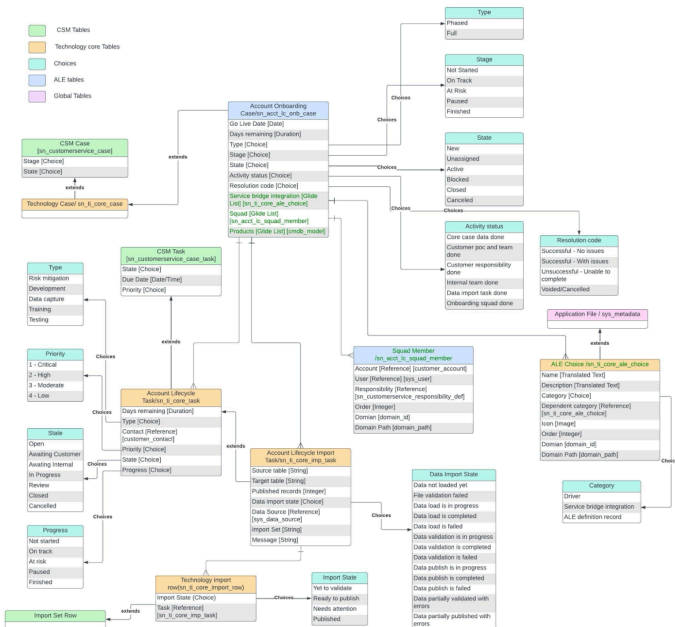 CSM Tables
Technology core Tables
Choices
ALE tables
Global Tables
Type
Phased
Full
Stage
Not Started
On Track
At Risk
Paused
Finished
Choices
Choices
Account Onboarding
Case/sn_acct_lc_onb_case
Go Live Date [Date]
Days remaining [Duration]
Type [Choice]
Stage [Choice]
State [Choice]
Activity status [Choice]
Resolution code [Choice]
Service bridge integration [Glide
List] [sn_ti_core_ale_choice]
Squad [Glide List]
[sn_acct_lc_squad_member]
Products [Glide List] [cmdb_model]
extends
CSM Case
[sn_customerservice_case]
Stage [Choice]
State [Choice]
extends
Technology Case/ sn_ti_core_case
State
New
Unassigned
Active
Blocked
Closed
Canceled
Choices
Choices
Choices
Activity status
Core case data done
Customer poc and team
done
Customer responsibility
done
Internal team done
Data import task done
Onboarding squad done
Resolution code
Successful - No issues
Successful - With issues
Unsuccessful - Unable to
complete
Voided/Cancelled
Application File / sys_metadata
extends
CSM Task
[sn_customerservice_case_task]
State [Choice]
Due Date [Date/Time]
Priority [Choice]
extends
Type
Risk mitigation
Development
Data capture
Training
Testing
Choices
Priority
1 - Critical
2 - High
3 - Moderate
4 - Low
State
Open
Awaiting Customer
Awaiting Internal
In Progress
Review
Closed
Cancelled
Choices
Choices
Progress
Not started
On track
At risk
Paused
Finished
Account Lifecycle
Task/sn_ti_core_task
Days remaining [Duration]
Type [Choice]
Contact [Reference]
[customer_contact]
Priority [Choice]
State [Choice]
Progress [Choice]
extends
Squad Member
/sn_acct_lc_squad_member
Account [Reference] [customer_account]
User [Reference] [sys_user]
Responsibility [Reference]
[sn_customerservice_responsibility_def]
Order [Integer]
Domian [domain_id]
Domain Path [domain_path]
ALE Choice /sn_ti_core_ale_choice
Name [Translated Text]
Description [Translated Text]
Category [Choice]
Dependent category [Reference]
[sn_ti_core_ale_choice]
Icon [Image]
Order [Integer]
Domain [domain_id]
Domain Path [domain_path]
Category
Driver
Service bridge integration
ALE definition record
Account Lifecycle Import
Task/sn_ti_core_imp_task
Source table [String]
Target table [String]
Published records [Integer]
Data import state [Choice]
Data Source [Reference]
[sys_data_source]
Import Set [String]
Message [String]
Choices
Data Import State
Data not loaded yet
File validation failed
Data load is in progress
Data load is completed
Data load is failed
Data validation is in progress
Data validation is completed
Data validation is failed
Data publish is in progress
Data publish is completed
Data publish is failed
Data partially validated with
errors
Data partially published with
errors
Technology import
row(sn_ti_core_import_row)
Import State [Choice]
Task [Reference]
[sn_ti_core_imp_task]
Choices
Import State
Yet to validate
Ready to publish
Needs attention
Published
extends
Import Set Row